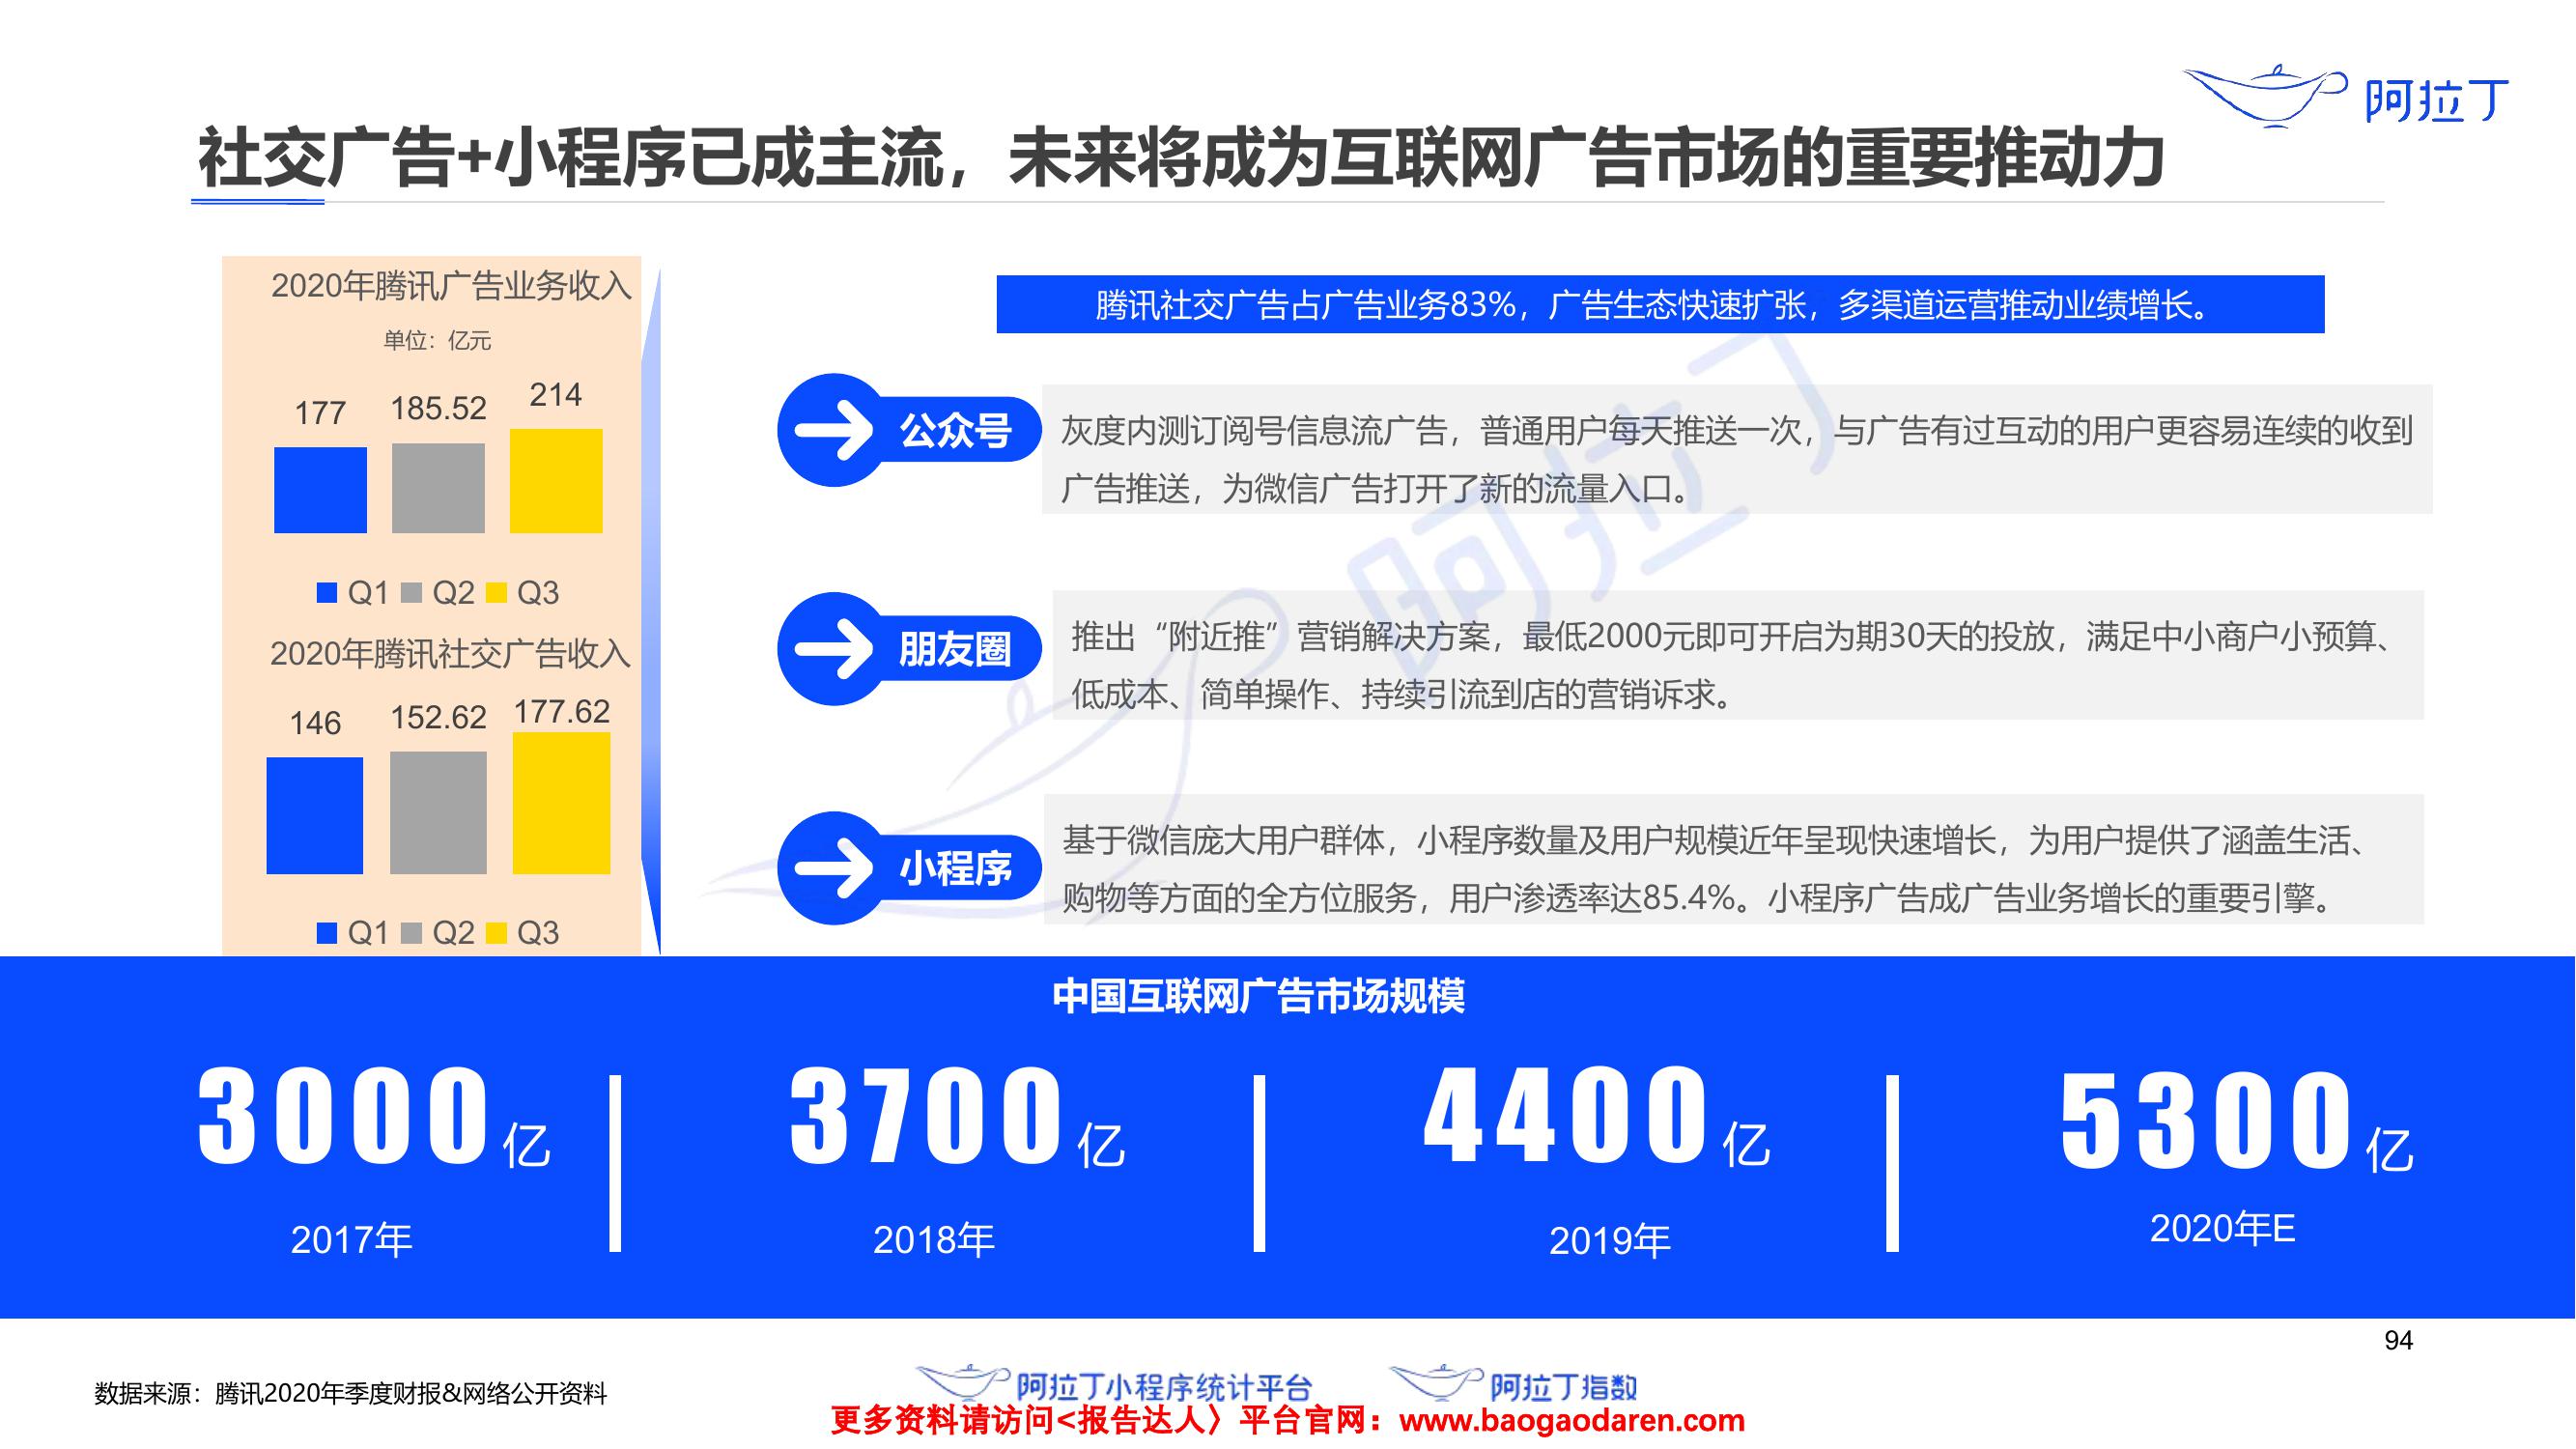 阿拉丁
社交广告+小程序已成主流，未来将成为互联网广告市场的重要推动力
2020年腾讯广告业务收入
单位：亿元
177 185.52 214
Q1 Q2 Q3
2020年腾讯社交广告收入
146 152.62 177.62
Q1 Q2 Q3
腾讯社交广告占广告业务83%，广告生态快速扩张，多渠道运营推动业绩增长。
公众号
灰度内测订阅号信息流广告，普通用户每天推送一次，与广告有过互动的用户更容易连续的收到
广告推送，为微信广告打开了新的流量入口。
朋友圈
推出“附近推”营销解决方案，最低2000元即可开启为期30天的投放，满足中小商户小预算、
低成本、简单操作、持续引流到店的营销诉求。
小程序
基于微信庞大用户群体，小程序数量及用户规模近年呈现快速增长，为用户提供了涵盖生活、
购物等方面的全方位服务，用户渗透率达85.4%。小程序广告成广告业务增长的重要引擎。
阿拉丁
中国互联网广告市场规模
3000亿 3700亿 4400亿 5300亿
2017年 2018年 2019年 2020年E
94
数据来源：腾讯2020年季度财报&网络公开资料
阿拉丁小程序统计平台 阿拉丁指数
更多资料请访问<报告达人〉平台官网：www.baogaodaren.com